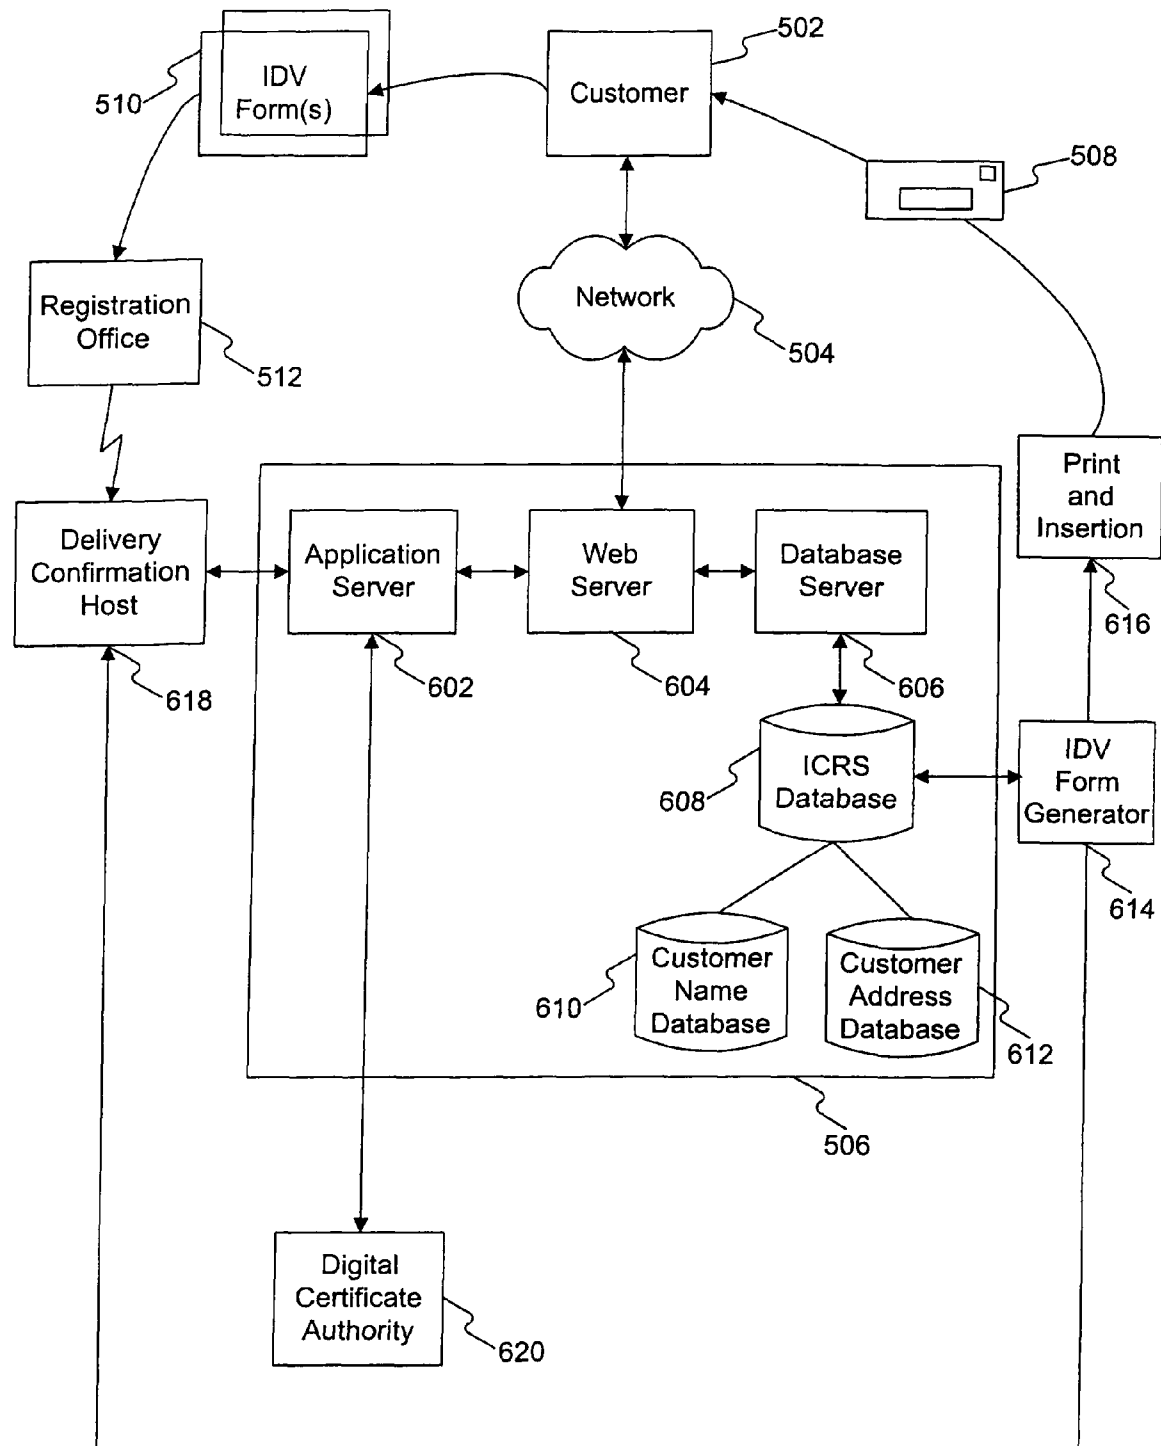 502
IDV
Form(s)
510
Customer
508
Network
504
Registration
Office
512
Print
and
Insertion
616
Delivery
Confirmation
Host
618
Application
Server
602
Web
Server
604
Database
Server
606
ICRS
Database
608
IDV
Form
Generator
614
Customer
Name
Database
610
Customer
Address
Database
612
506
Digital
Certificate
Authority
620